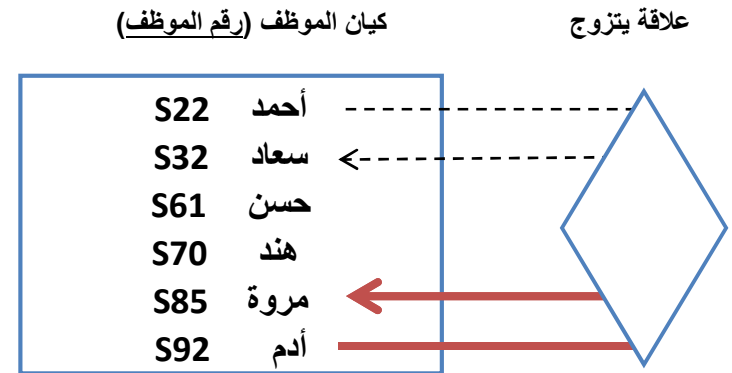 علاقة يتزوج كيان الموظف (رقم الموظف)
أحمد S22
سعاد S32
حسن S61
هند S70
مروة S85
أدم S92